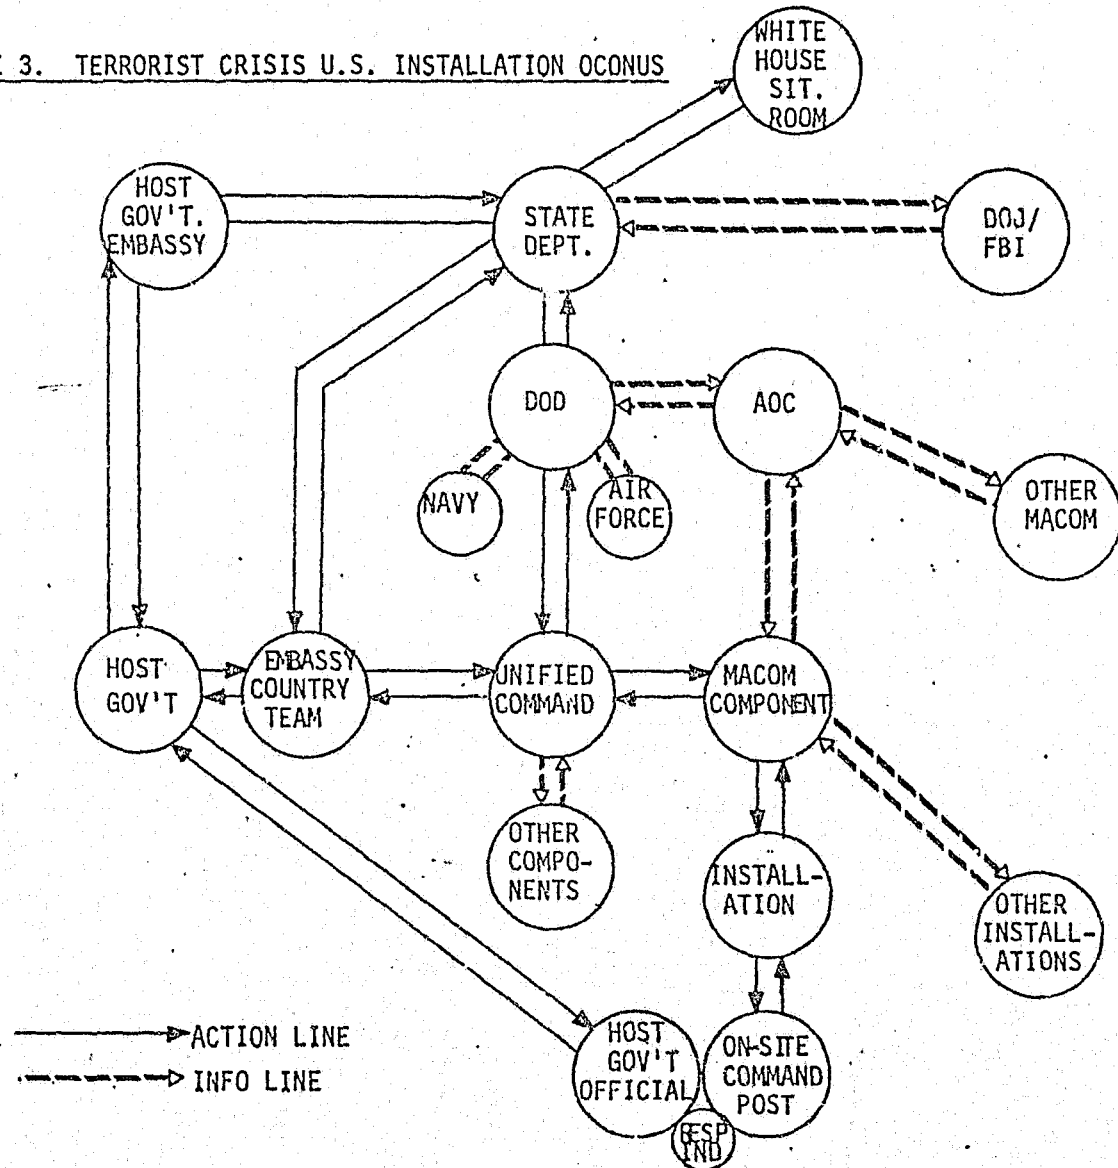 E 3. TERRORIST CRISIS U.S. INSTALLATION OCONUS
WHITE
HOUSE
SIT.
ROOM
HOST
GOV'T.
EMBASSY
STATE
DEPT.
DOJ/
FBI
DOD
AOC
NAVY
AIR
FORCE
OTHER
MACOM
HOST
GOV'T
EMBASSY
COUNTRY
TEAM
UNIFIED
COMMAND
MACOM
COMPONENT
OTHER
COMPO-
NENTS
INSTALL-
ATION
OTHER
INSTALL-
ATIONS
HOST
GOV'T
OFFICIAL
ON-SITE
COMMAND
POST
IND
ACTION LINE
INFO LINE